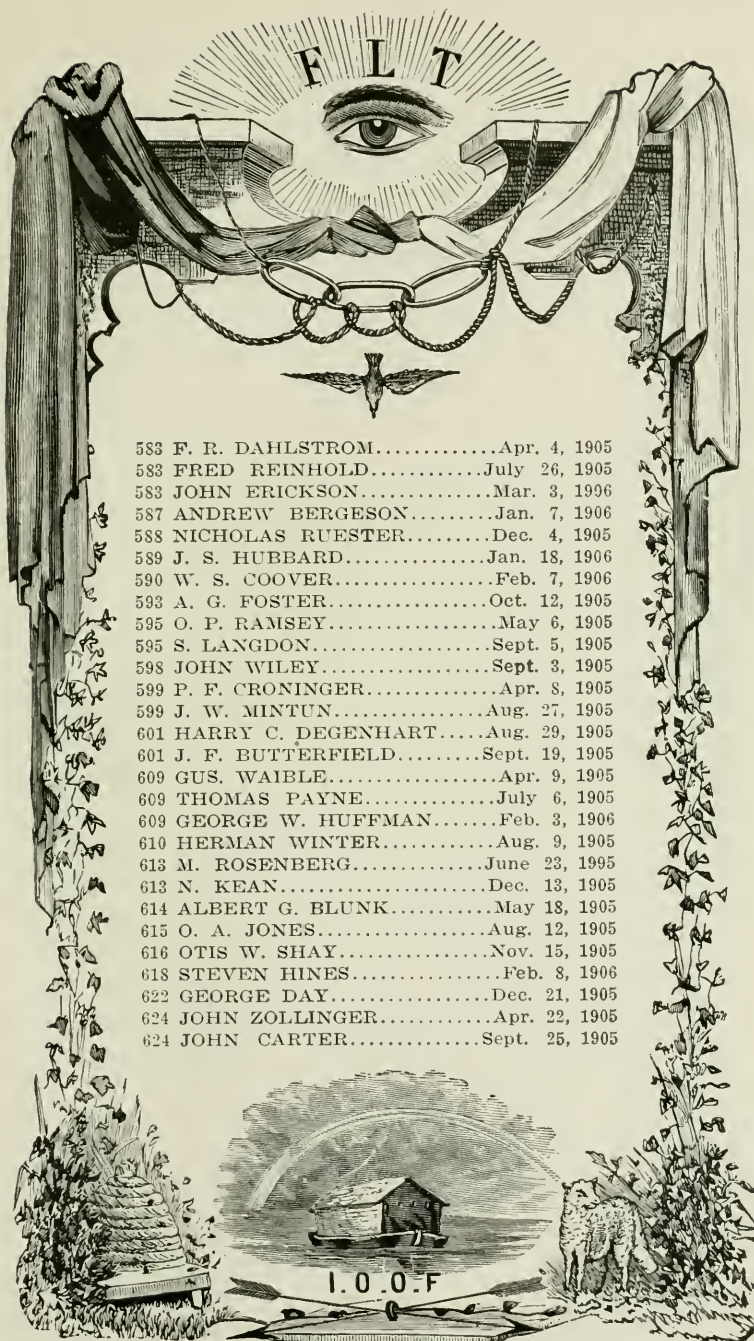 F L T
583 F. R. DAHLSTROM.............Apr. 4, 1905
583 FRED REINHOLD............July 26, 1905
583 JOHN ERICKSON..............Mar. 3, 1906
587 ANDREW BERGESON.........Jan. 7, 1906
588 NICHOLAS RUESTER.........Dec. 4, 1905
589 J. S. HUBBARD................Jan. 18, 1906
590 W. S. COOVER.................Feb. 7, 1906
593 A. G. FOSTER.................Oct. 12, 1905
595 O. P. RAMSEY..................May 6, 1905
595 S. LANGDON...................Sept. 5, 1905
598 JOHN WILEY..................Sept. 3, 1905
599 P. F. CRONINGER..............Apr. 8, 1905
599 J. W. MINTUN................Aug. 27, 1905
601 HARRY C. DEGENHART.....Aug. 29, 1905
601 J. F. BUTTERFIELD.........Sept. 19, 1905
609 GUS. WAIBLE..................Apr. 9, 1905
609 THOMAS PAYNE..............July 6, 1905
609 GEORGE W. HUFFMAN.......Feb. 3, 1906
610 HERMAN WINTER............Aug. 9, 1905
613 M. ROSENBERG..............June 23, 1995
613 N. KEAN......................Dec. 13, 1905
614 ALBERT G. BLUNK...........May 18, 1905
615 O. A. JONES..................Aug. 12, 1905
616 OTIS W. SHAY................Nov. 15, 1905
618 STEVEN HINES................Feb. 8, 1906
622 GEORGE DAY.................Dec. 21, 1905
624 JOHN ZOLLINGER............Apr. 22, 1905
624 JOHN CARTER..............Sept. 25, 1905
I.O.O.F